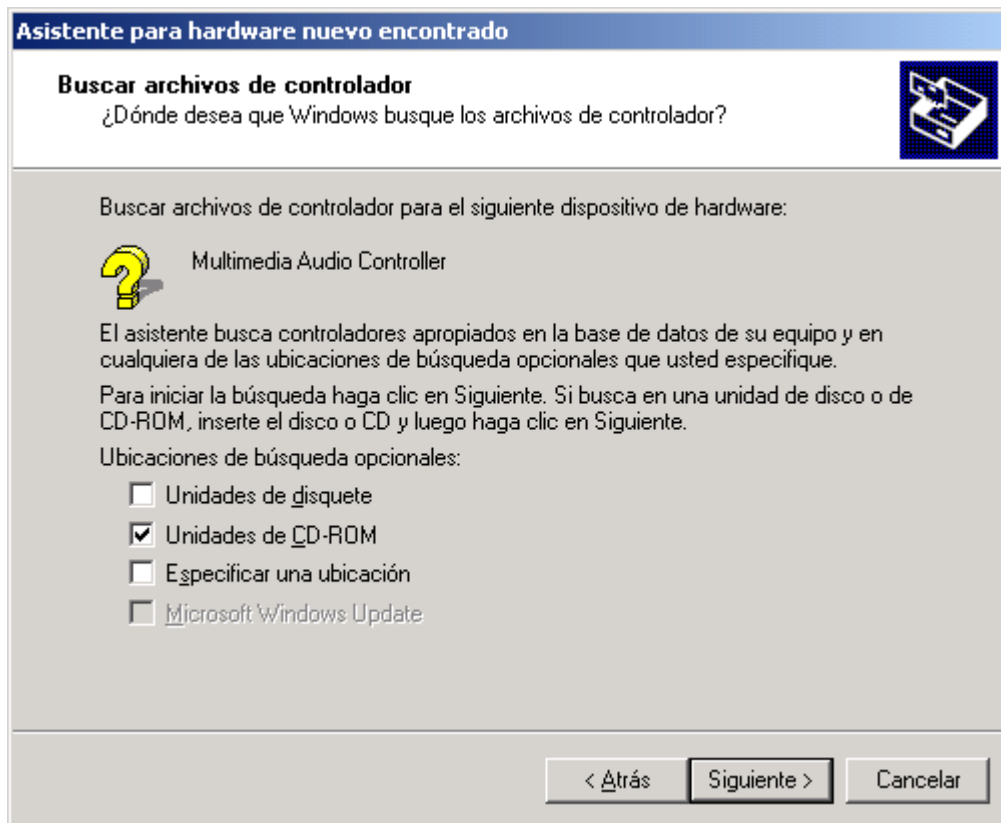 Asistente para hardware nuevo encontrado
Buscar archivos de controlador
¿Dónde desea que Windows busque los archivos de controlador?
Buscar archivos de controlador para el siguiente dispositivo de hardware:
Multimedia Audio Controller
El asistente busca controladores apropiados en la base de datos de su equipo y en
cualquiera de las ubicaciones de búsqueda opcionales que usted especifique.
Para iniciar la búsqueda haga clic en Siguiente. Si busca en una unidad de disco o de
CD-ROM, inserte el disco o CD y luego haga clic en Siguiente.
Ubicaciones de búsqueda opcionales:
Unidades de disquete
Unidades de CD-ROM
Especificar una ubicación
Microsoft Windows Update
< Atrás Siguiente > Cancelar